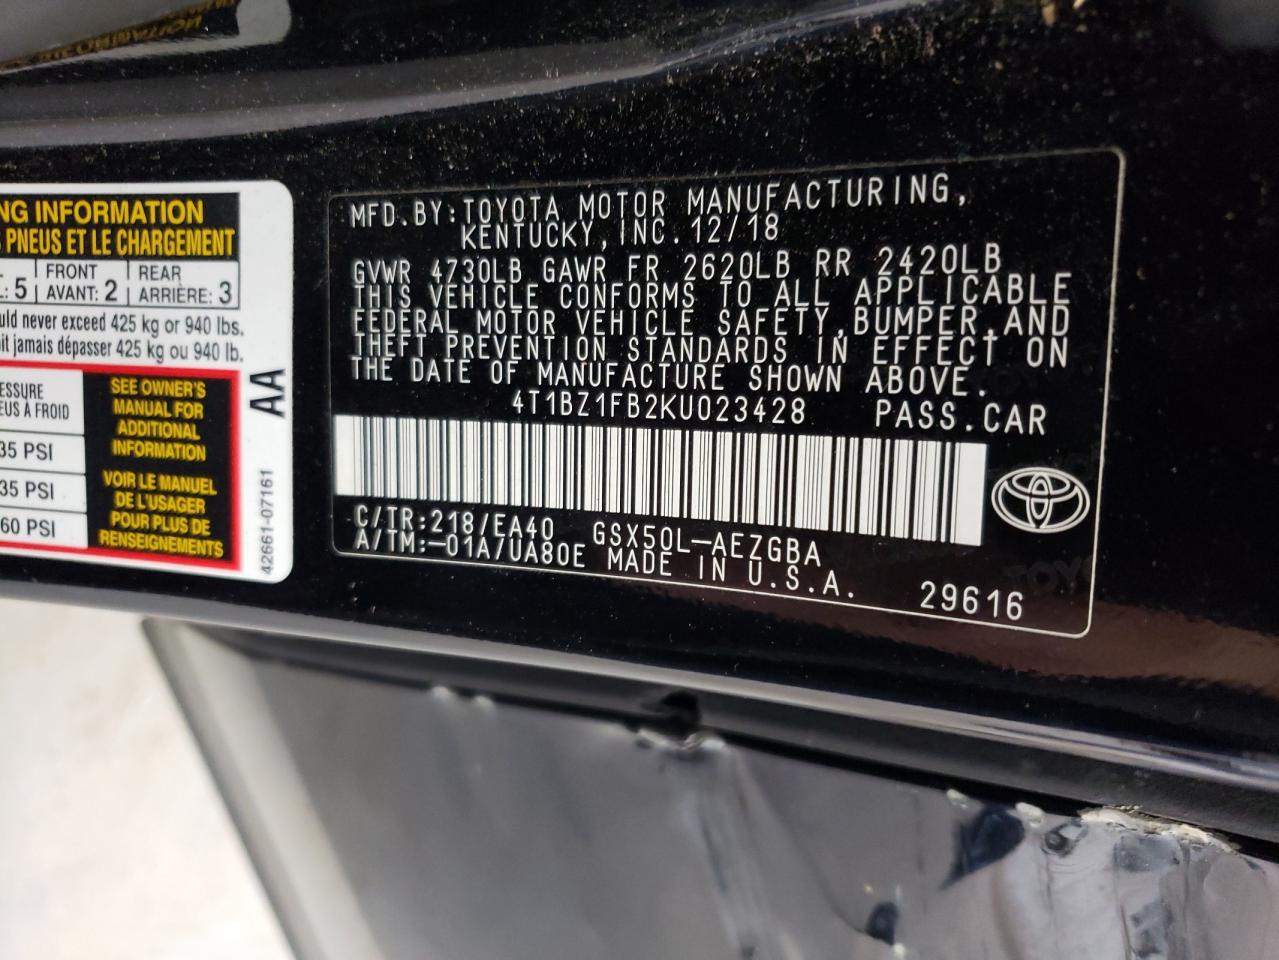 NG INFORMATION
PNEUS ET LE CHARGEMENT
: 5 FRONT AVANT: 2 REAR ARRIÈRE: 3
never exceed 425 kg or 940 lbs.
jamais dépasser 425 kg ou 940 lb.
À FROID
35 PSI
35 PSI
60 PSI
SEE OWNER'S
MANUAL FOR
ADDITIONAL
INFORMATION
VOIR LE MANUEL
DE L'USAGER
POUR PLUS DE
RENSEIGNEMENTS
AA
42661-07161
MFD.BY:TOYOTA MOTOR MANUFACTURING,
KENTUCKY,INC.12/18
GVWR 4730LB GAWR FR 2620LB RR 2420LB
THIS VEHICLE CONFORMS TO ALL APPLICABLE
FEDERAL MOTOR VEHICLE SAFETY,BUMPER,AND
THEFT PREVENTION STANDARDS IN EFFECT ON
THE DATE OF MANUFACTURE SHOWN ABOVE.
4T1BZ1FB2KU023428 PASS.CAR
C/TR:218/EA40 GSX50L-AEZGBA
A/TM:-01A/UA80E MADE IN U.S.A.
29616